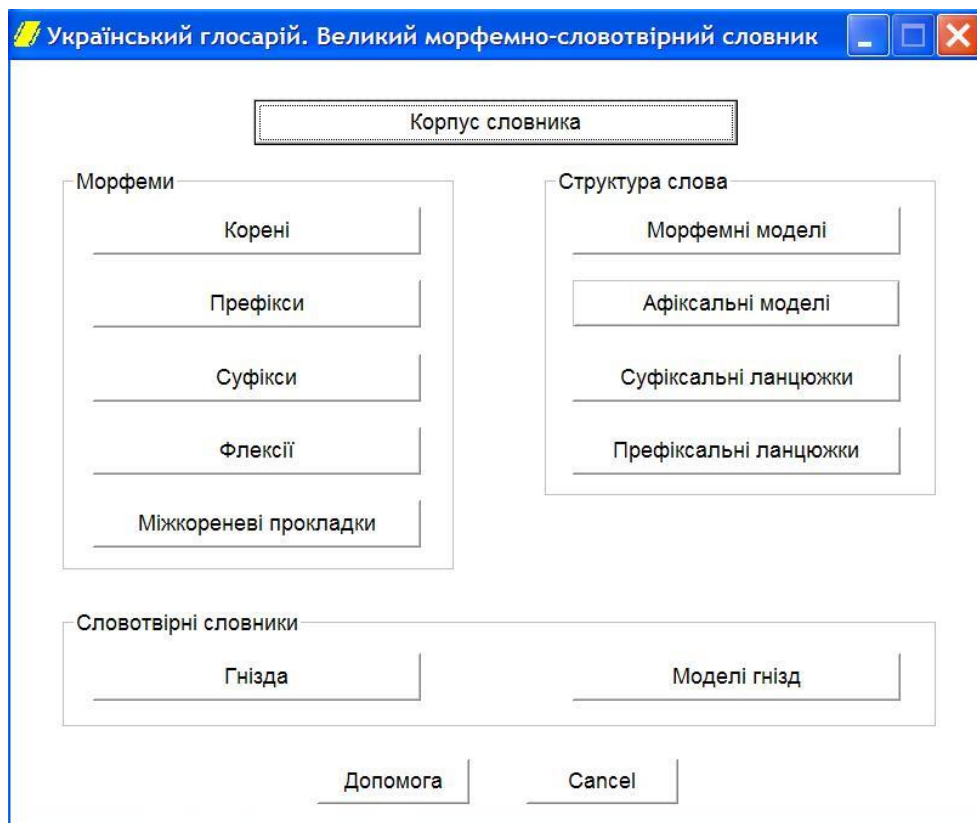 Український глосарій. Великий морфемно-словотвірний словник
Корпус словника
Морфеми
Корені
Префікси
Суфікси
Флексії
Міжкореневі прокладки
Структура слова
Морфемні моделі
Афіксальні моделі
Суфіксальні ланцюжки
Префіксальні ланцюжки
Словотвірні словники
Гнізда
Моделі гнізд
Допомога
Cancel